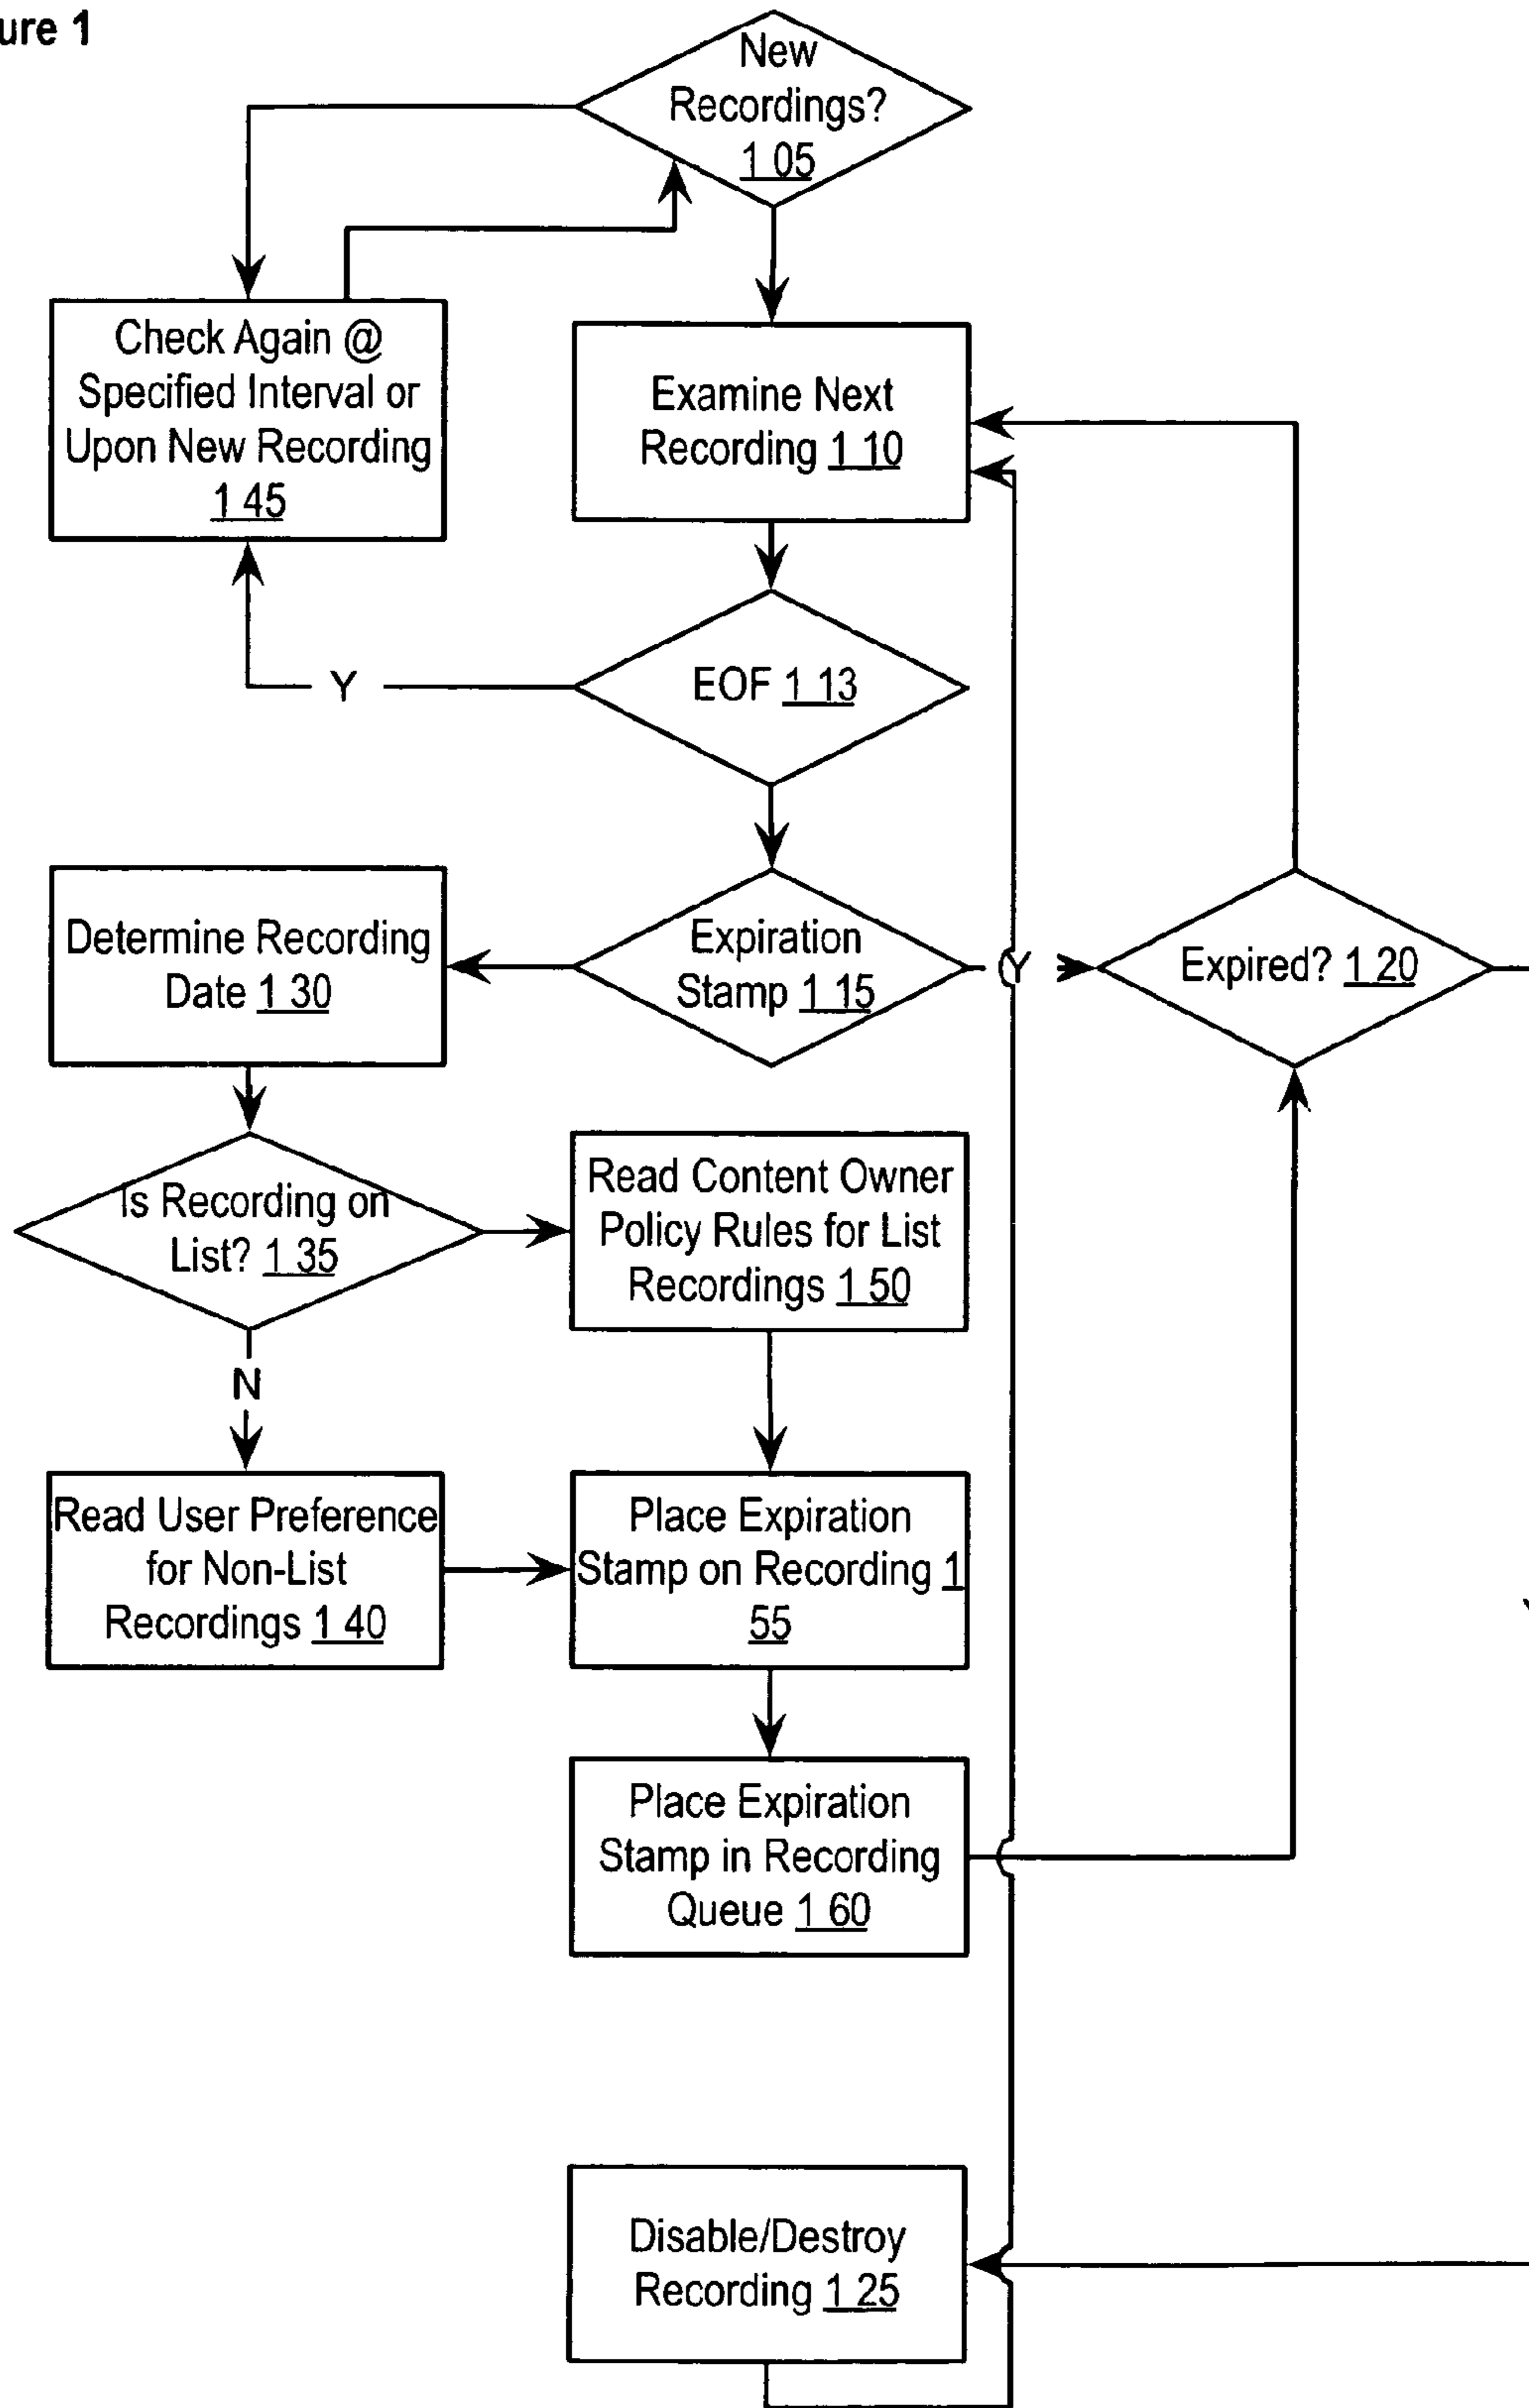 ure 1
New
Recordings?
1 05
Check Again @
Specified Interval or
Upon New Recording
1 45
Examine Next
Recording 1 10
EOF 1 13
Y
Determine Recording
Date 1 30
Expiration
Stamp 1 15
Y
Expired? 1 20
Is Recording on
List? 1 35
Read Content Owner
Policy Rules for List
Recordings 1 50
N
Read User Preference
for Non-List
Recordings 1 40
Place Expiration
Stamp on Recording 1
55
Place Expiration
Stamp in Recording
Queue 1 60
Disable/Destroy
Recording 1 25